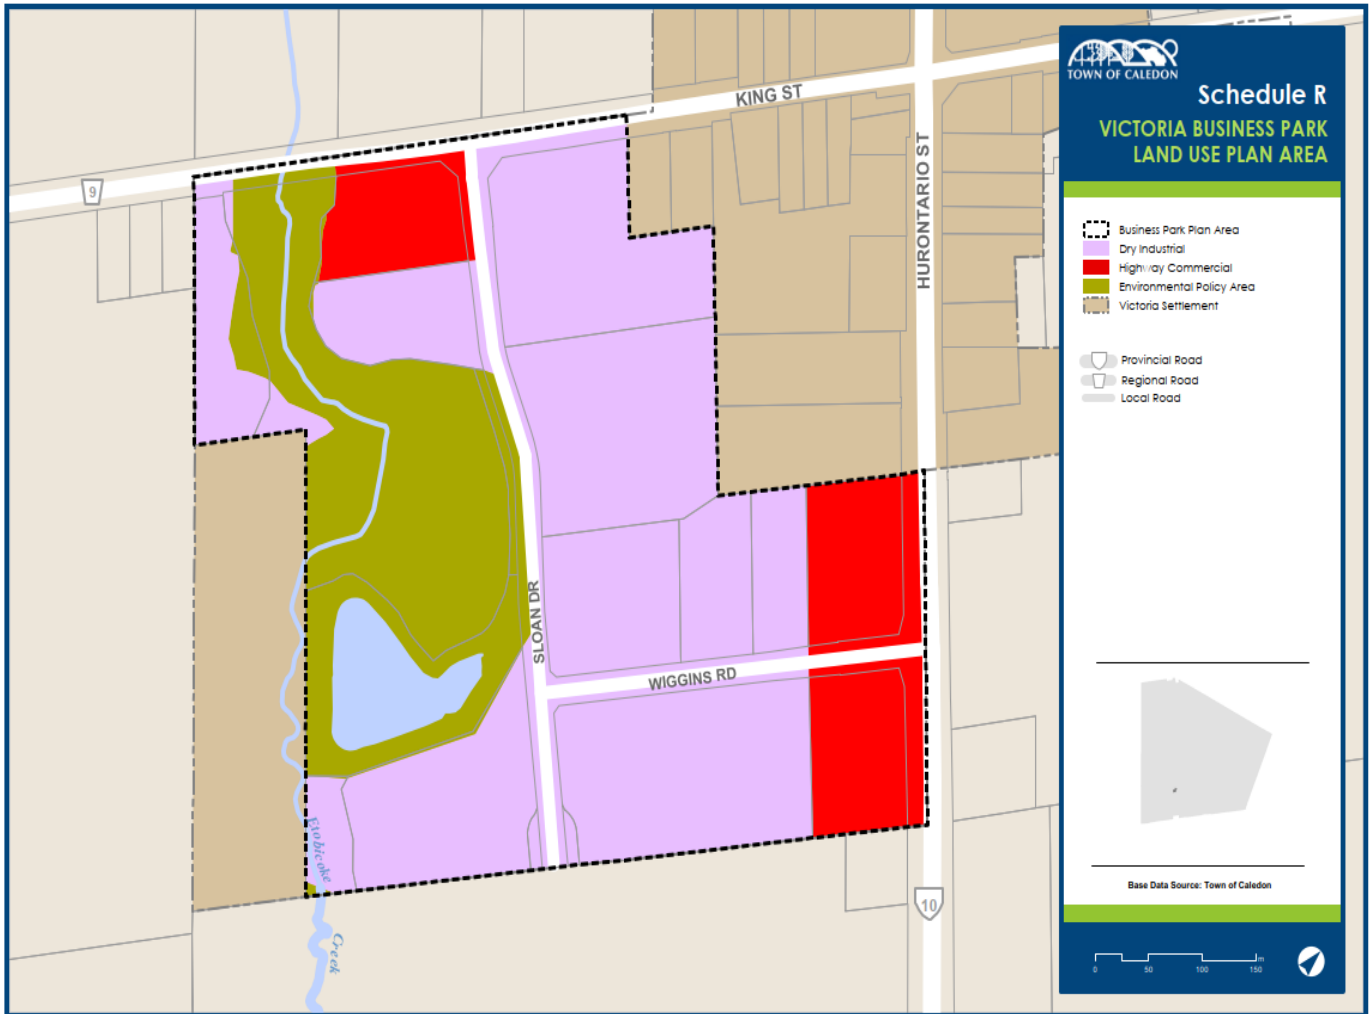 KING ST
9
HURONTARIO ST
SLOAN DR
WIGGINS RD
Etobicoke
Creek
10
TOWN OF CALEDON
Schedule R
VICTORIA BUSINESS PARK
LAND USE PLAN AREA
Business Park Plan Area
Dry Industrial
Highway Commercial
Environmental Policy Area
Victoria Settlement
Provincial Road
Regional Road
Local Road
Base Data Source: Town of Caledon
m
0 50 100 150